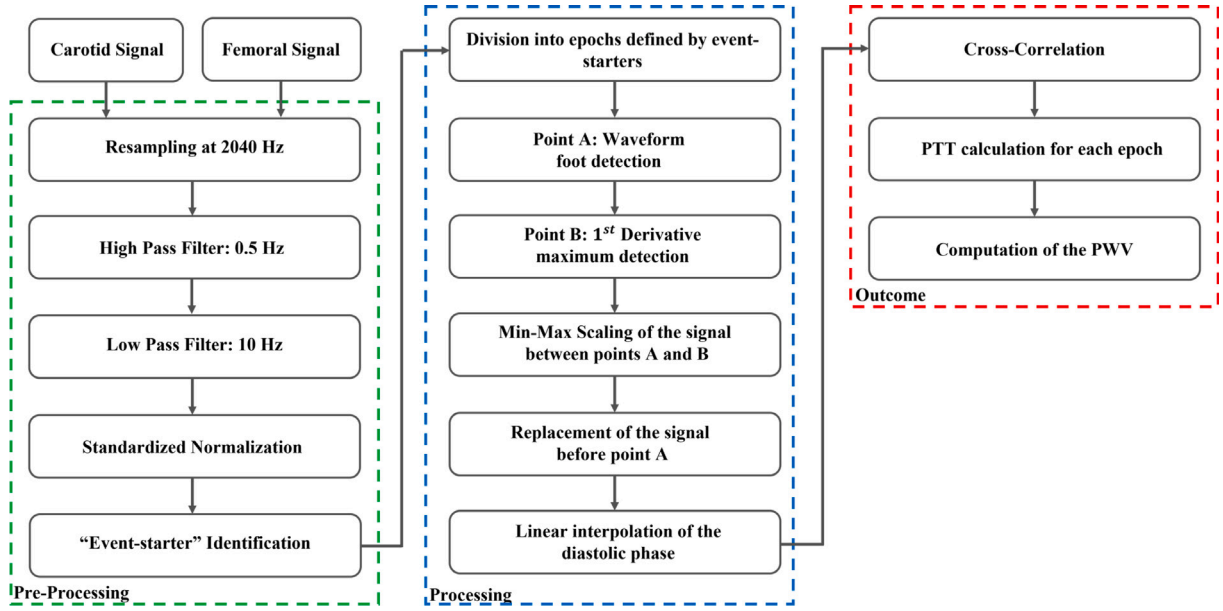 Carotid Signal
Femoral Signal
Resampling at 2040 Hz
High Pass Filter: 0.5 Hz
Low Pass Filter: 10 Hz
Standardized Normalization
“Event-starter” Identification
Pre-Processing
Division into epochs defined by event-
starters
Point A: Waveform
foot detection
Point B: 1st Derivative
maximum detection
Min-Max Scaling of the signal
between points A and B
Replacement of the signal
before point A
Linear interpolation of the
diastolic phase
Processing
Cross-Correlation
PTT calculation for each epoch
Computation of the PWV
Outcome